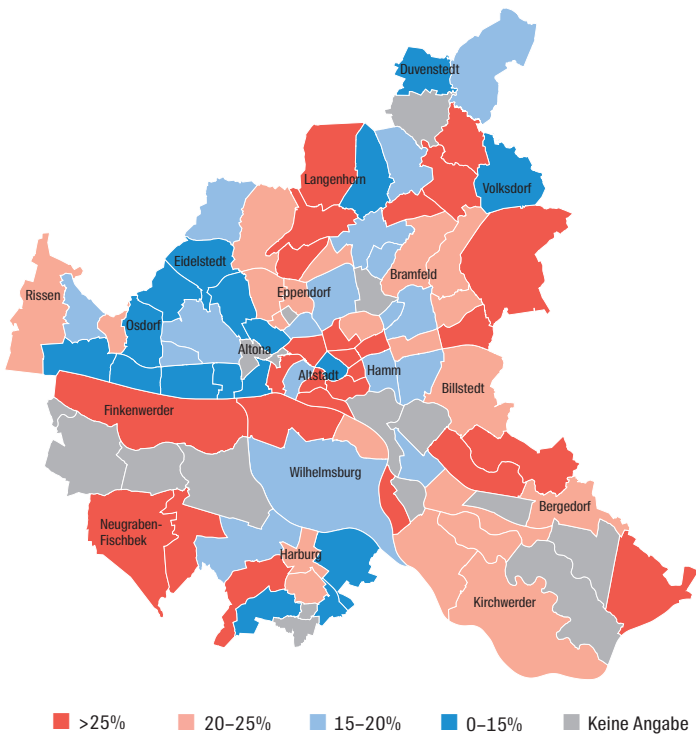 Duvenstedt
Langenhorn
Volksdorf
Eidelstedt
Bramfeld
Rissen
Eppendorf
Osdorf
Altona
Altstadt
Hamm
Billstedt
Finkenwerder
Wilhelmsburg
Neugraben-
Fischbek
Bergedorf
Harburg
Kirchwerder
>25%
20–25%
15–20%
0–15%
Keine Angabe